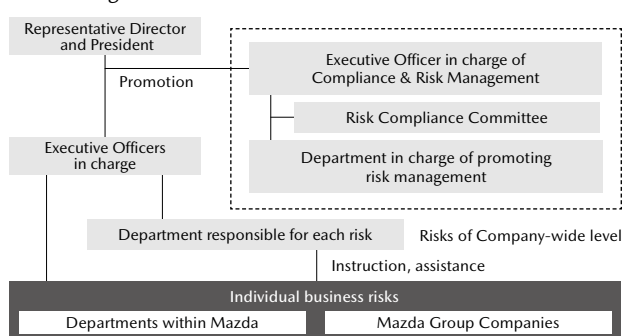 Representative Director
and President
Executive Officer in charge of
Compliance & Risk Management
Promotion
Risk Compliance Committee
Executive Officers
in charge
Department in charge of promoting
risk management
Department responsible for each risk
Risks of Company-wide level
Instruction, assistance
Individual business risks
Departments within Mazda
Mazda Group Companies